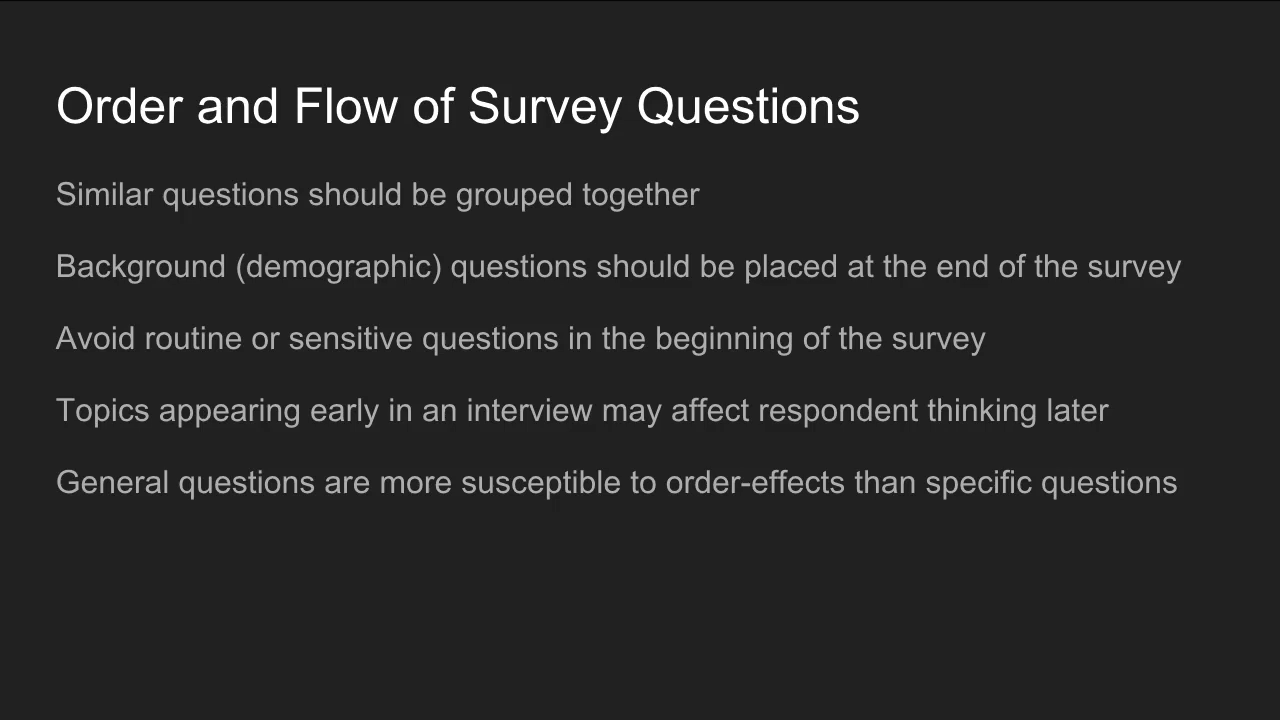 Order and Flow of Survey Questions
Similar questions should be grouped together
Background (demographic) questions should be placed at the end of the survey
Avoid routine or sensitive questions in the beginning of the survey
Topics appearing early in an interview may affect respondent thinking later
General questions are more susceptible to order-effects than specific questions